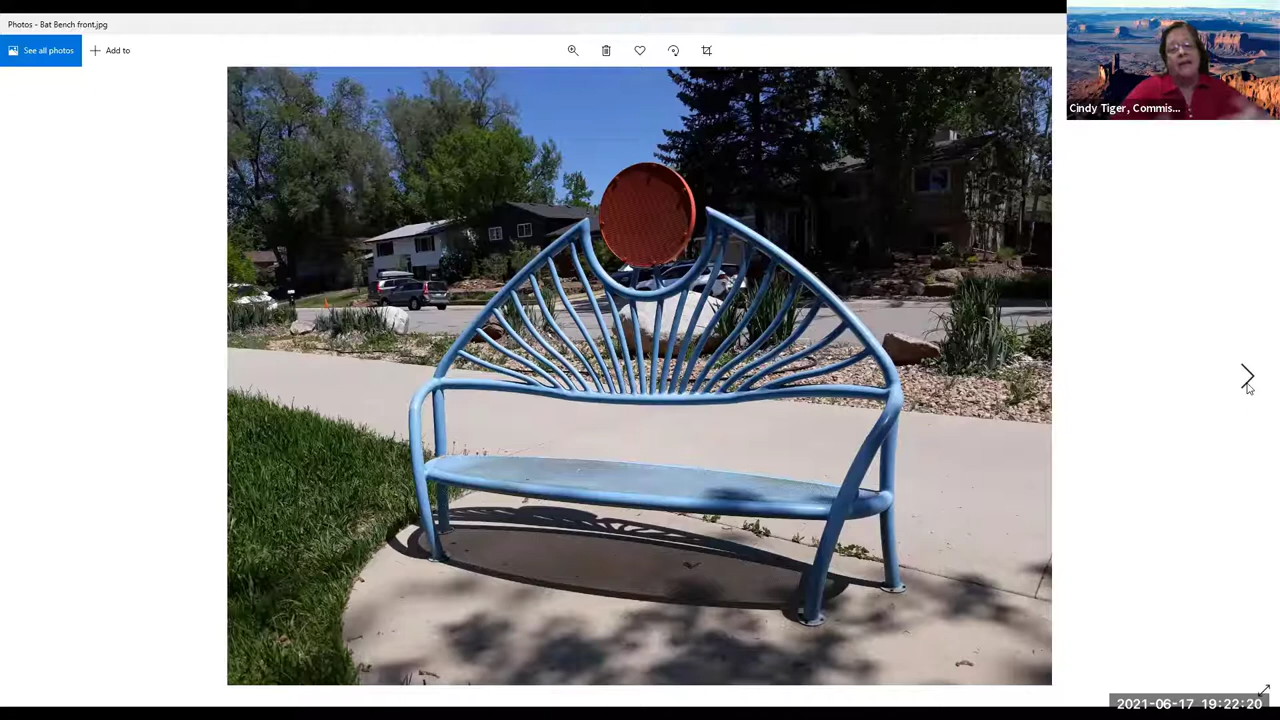 Photos - Bat Bench front.jpg
See all photos
Add to
Cindy Tiger, Commis...
2021-06-17 19:22:20